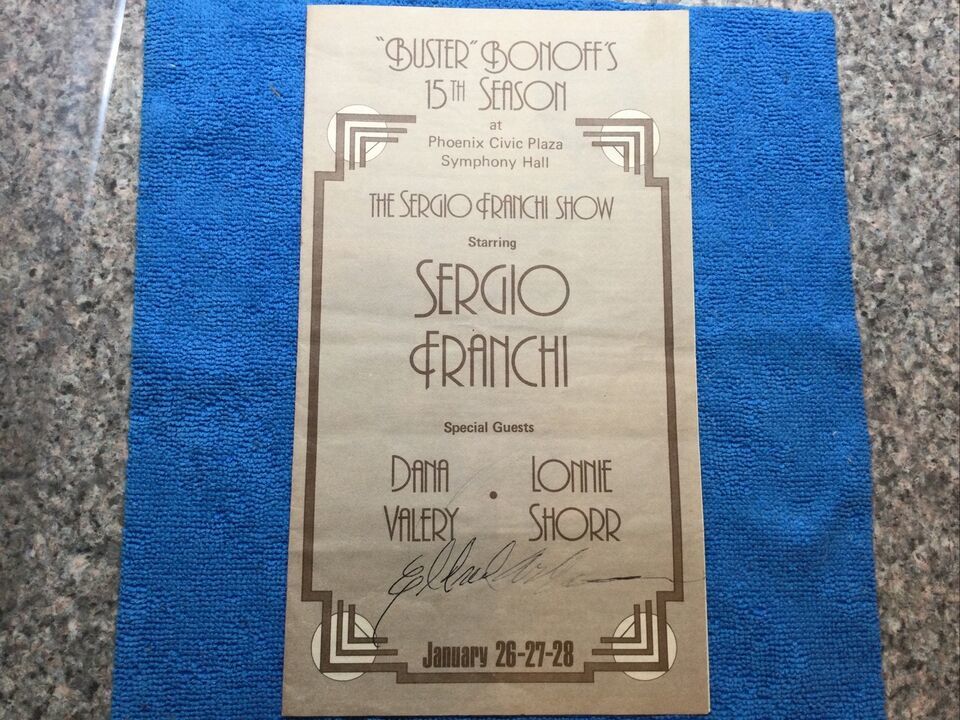 "BUSTER" BONOFF'S
15TH SEASON
at
Phoenix Civic Plaza
Symphony Hall
THE SERGIO FRANCHI SHOW
Starring
SERGIO
FRANCHI
Special Guests
DANA
VALERY
•
LONNIE
SHORR
January 26-27-28